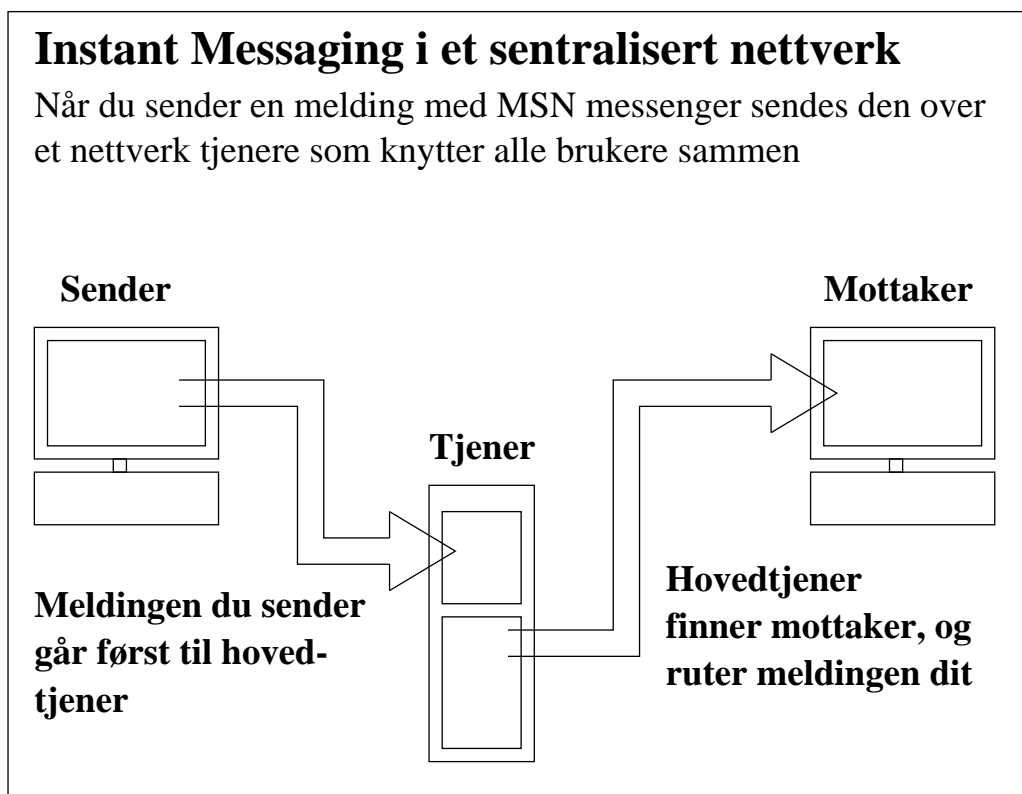 Instant Messaging i et sentralisert nettverk
Når du sender en melding med MSN messenger sendes den over
et nettverk tjenere som knytter alle brukere sammen
Sender
Mottaker
Tjener
Meldingen du sender
går først til hoved-
tjener
Hovedtjener
finner mottaker, og
ruter meldingen dit